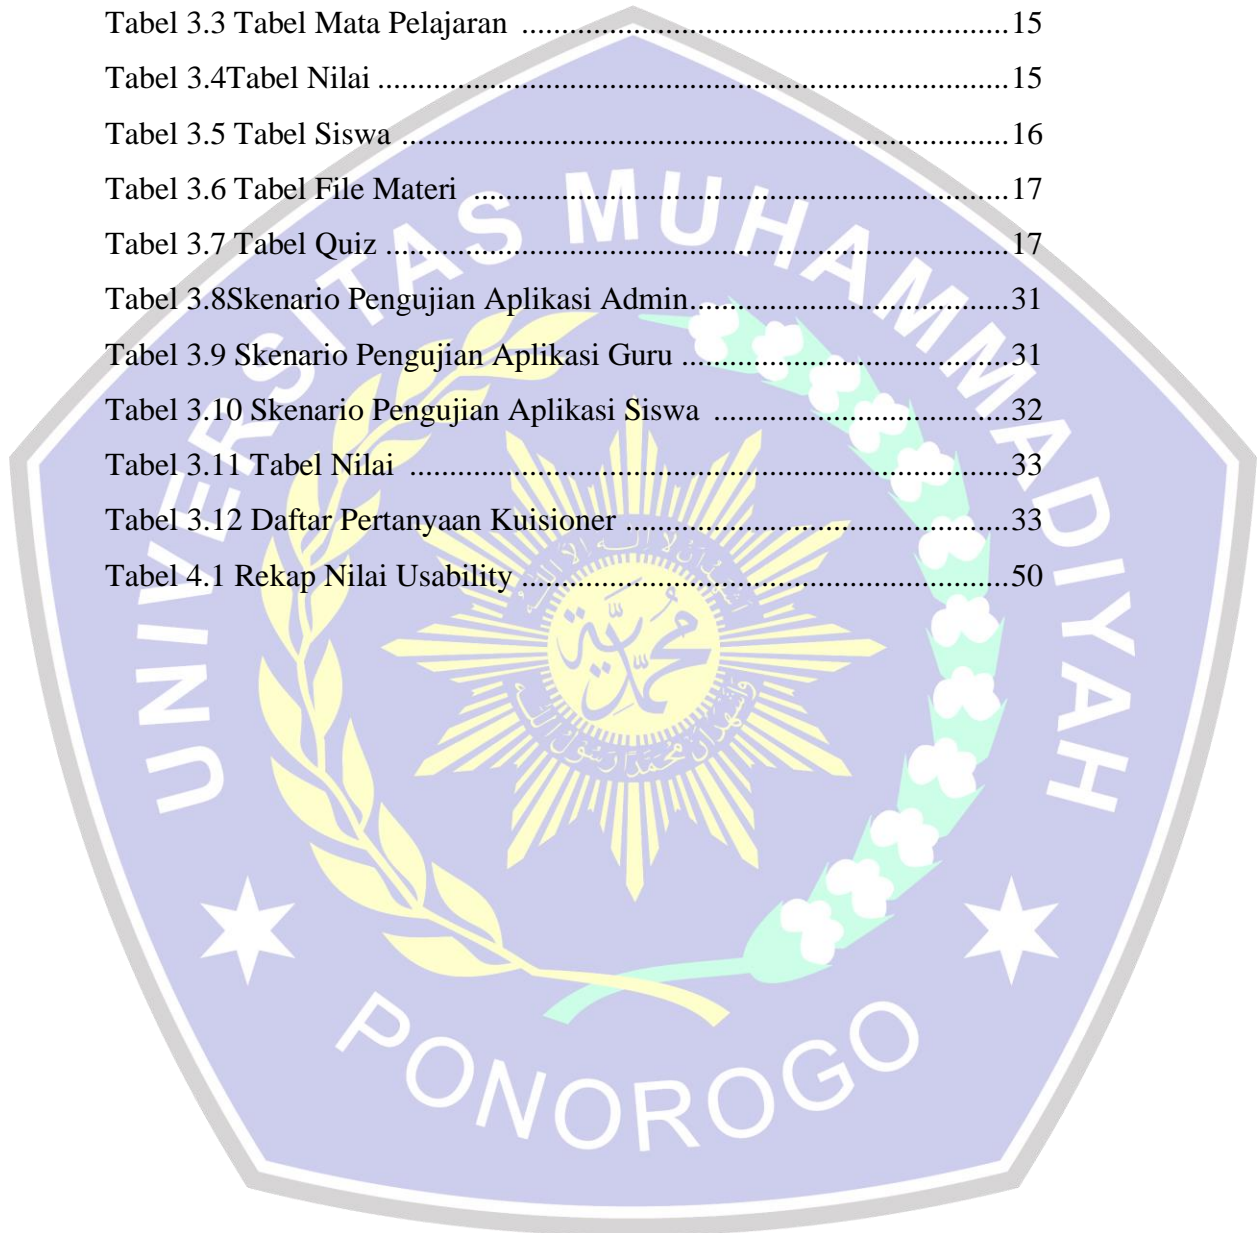 Tabel 3.3 Tabel Mata Pelajaran ............................................................. 15
Tabel 3.4Tabel Nilai ............................................................................... 15
Tabel 3.5 Tabel Siswa ............................................................................ 16
Tabel 3.6 Tabel File Materi ................................................................... 17
Tabel 3.7 Tabel Quiz .............................................................................. 17
Tabel 3.8Skenario Pengujian Aplikasi Admin........................................ 31
Tabel 3.9 Skenario Pengujian Aplikasi Guru ......................................... 31
Tabel 3.10 Skenario Pengujian Aplikasi Siswa ..................................... 32
Tabel 3.11 Tabel Nilai ........................................................................... 33
Tabel 3.12 Daftar Pertanyaan Kuisioner ................................................ 33
Tabel 4.1 Rekap Nilai Usability ............................................................. 50
UNIVERSITAS MUHAMMADIYAH
محمدية
PONOROGO